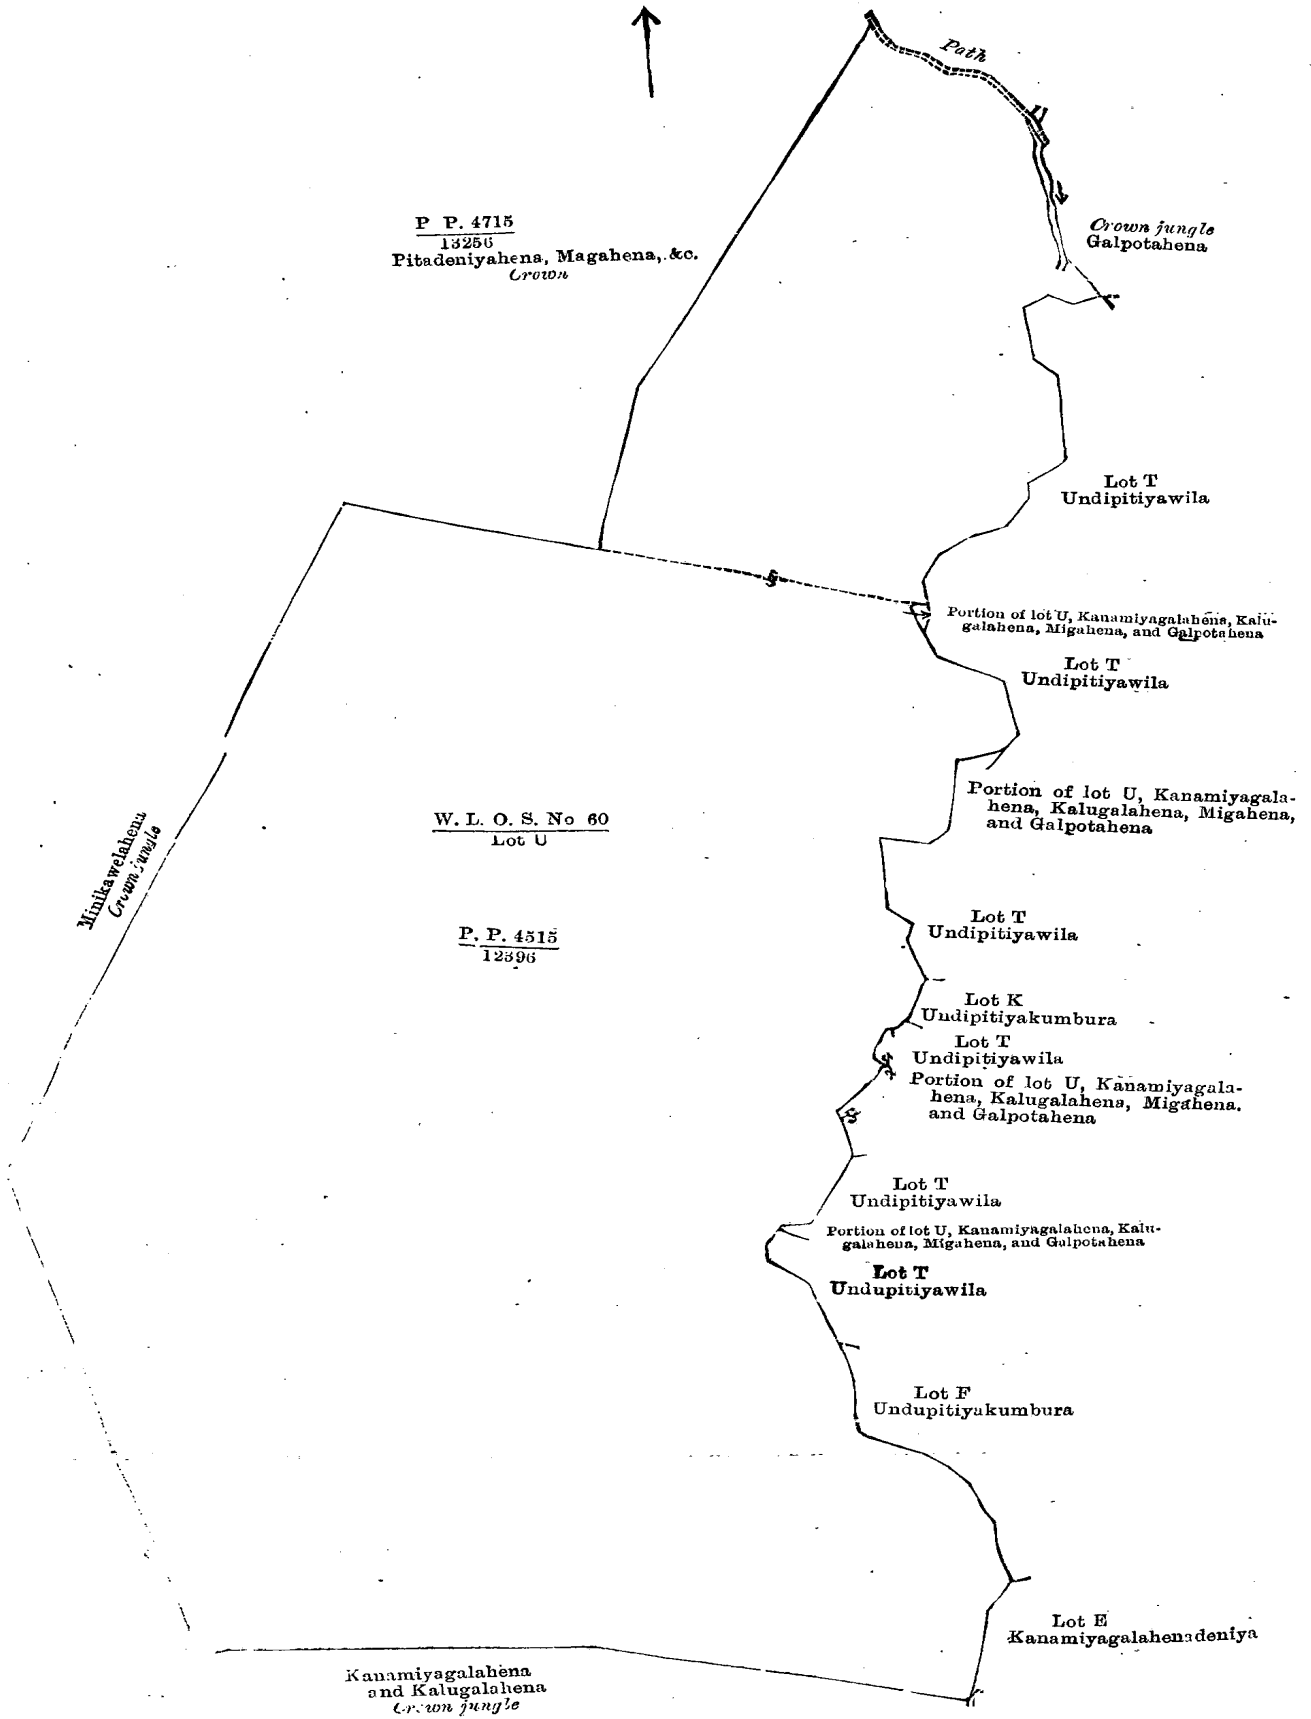 Path
P P. 4715
13256
Pitadeniyahena, Magahena, &c.
Crown
Crown jungle
Galpotahena
Lot T
Undipitiyawila
Portion of lot U, Kanamiyagalahena, Kalu-
galahena, Migahena, and Galpotahena
Lot T
Undipitiyawila
Minikawelahena
Crown jungle
W. L. O. S. No 60
Lot U
Portion of lot U, Kanamiyagala-
hena, Kalugalahena, Migahena,
and Galpotahena
P. P. 4515
12396
Lot T
Undipitiyawila
Lot K
Undipitiyakumbura
Lot T
Undipitiyawila
Portion of lot U, Kanamiyagala-
hena, Kalugalahena, Migahena.
and Galpotahena
Lot T
Undipitiyawila
Portion of lot U, Kanamiyagalahena, Kalu-
galahena, Migahena, and Galpotahena
Lot T
Undupitiyawila
Lot F
Undupitiyakumbura
Lot E
Kanamiyagalahenadeniya
Kanamiyagalahena
and Kalugalahena
Crown jungle